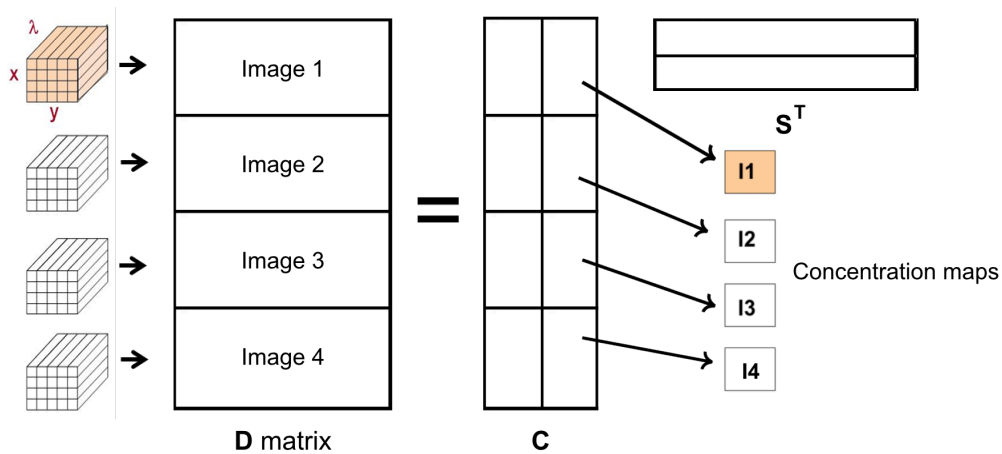 λ
x
y
Image 1
Image 2
Image 3
Image 4
D matrix
=
C
S^T
I1
I2
I3
I4
Concentration maps